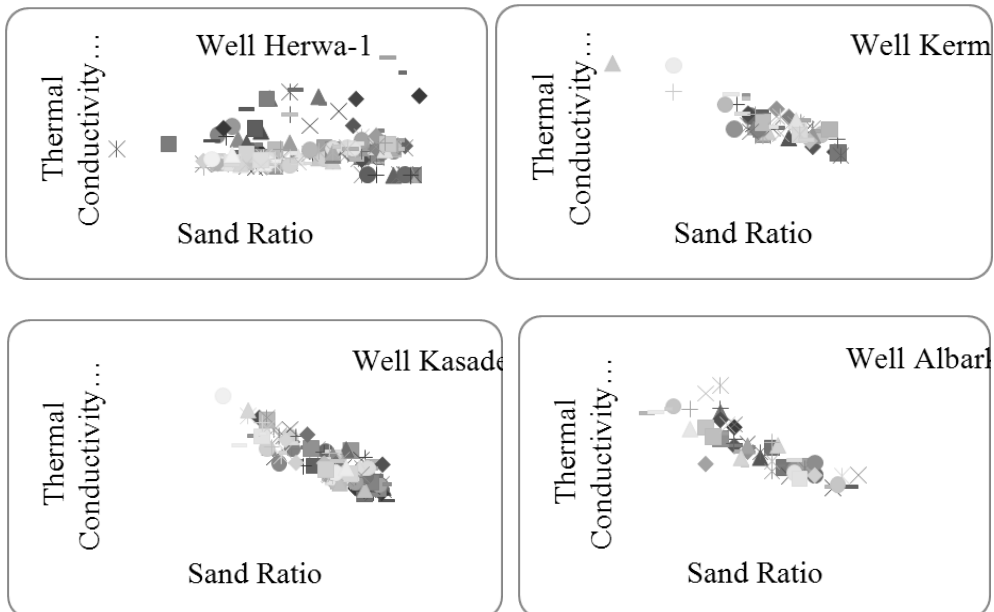 Well Herwa-1
Thermal
Conductivity…
Sand Ratio
Well Kerm
Thermal
Conductivity…
Sand Ratio
Well Kasade
Thermal
Conductivity…
Sand Ratio
Well Albark
Thermal
Conductivity…
Sand Ratio